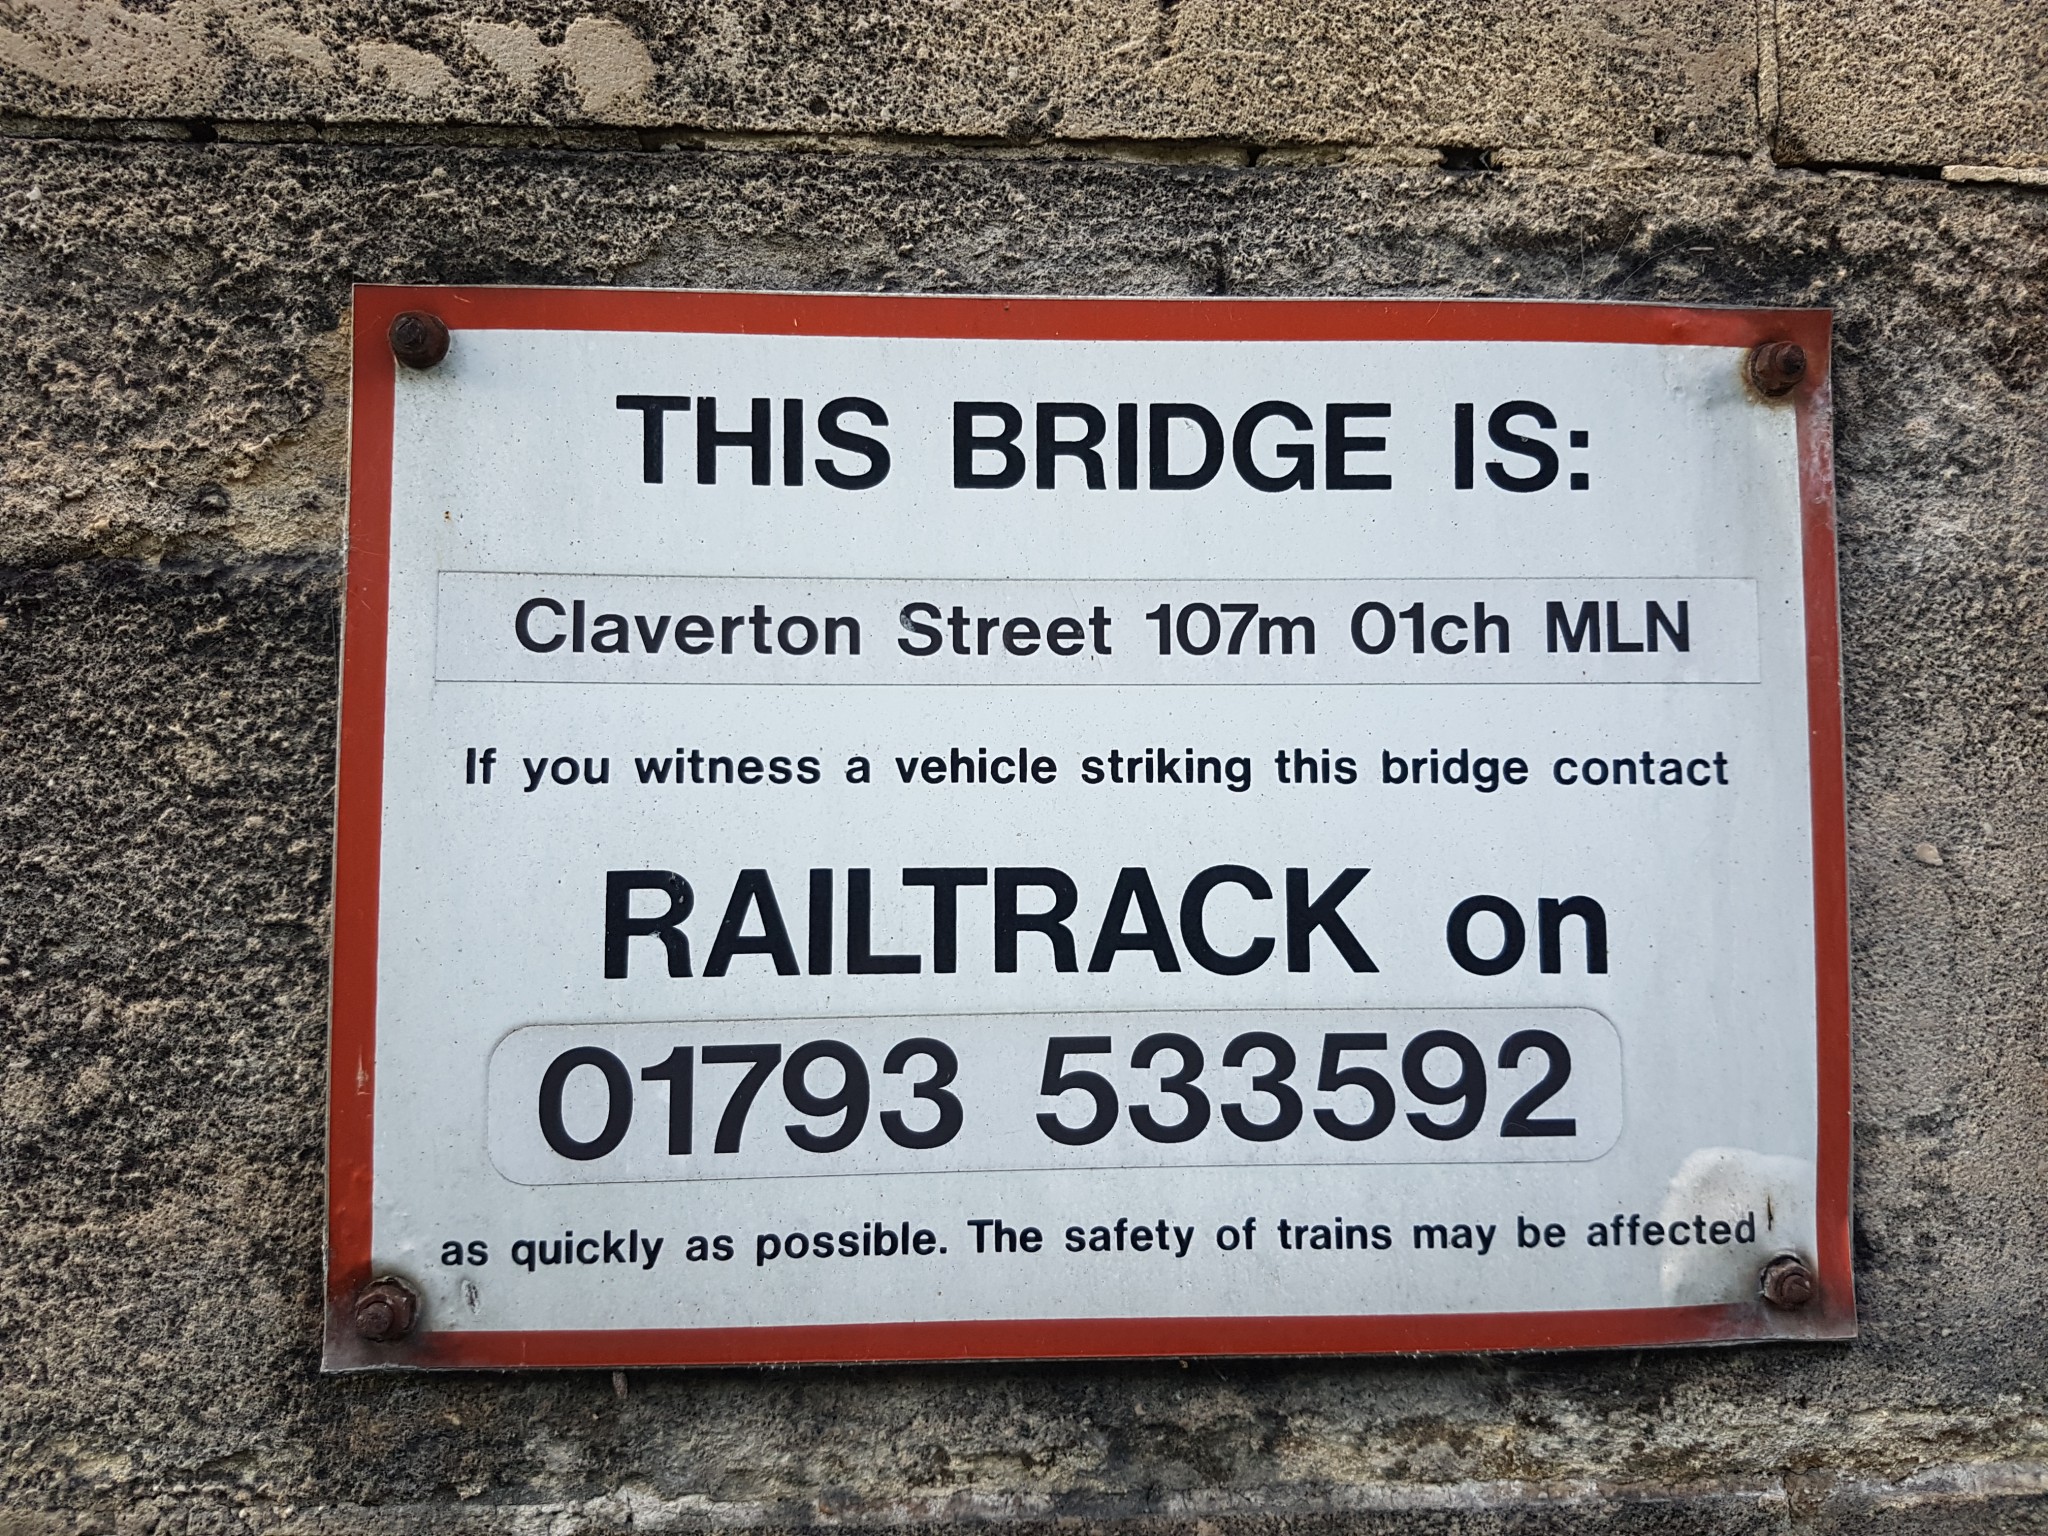 THIS BRIDGE IS:
Claverton Street 107m 01ch MLN
If you witness a vehicle striking this bridge contact
RAILTRACK on
01793 533592
as quickly as possible. The safety of trains may be affected